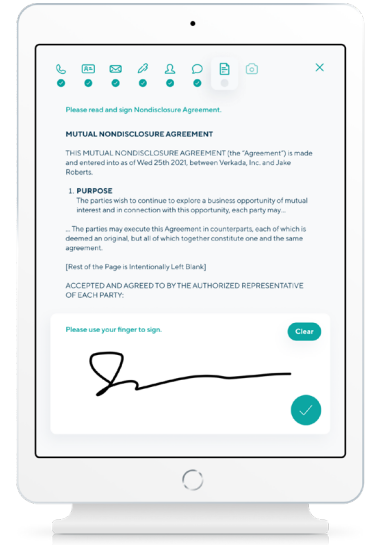 Please read and sign Nondisclosure Agreement.
MUTUAL NONDISCLOSURE AGREEMENT
THIS MUTUAL NONDISCLOSURE AGREEMENT (the "Agreement") is made
and entered into as of Wed 25th 2021, between Verkada, Inc. and Jake
Roberts.
1. PURPOSE
The parties wish to continue to explore a business opportunity of mutual
interest and in connection with this opportunity, each party may...
... The parties may execute this Agreement in counterparts, each of which is
deemed an original, but all of which together constitute one and the same
agreement.
[Rest of the Page is Intentionally Left Blank]
ACCEPTED AND AGREED TO BY THE AUTHORIZED REPRESENTATIVE
OF EACH PARTY:
Please use your finger to sign.
Clear